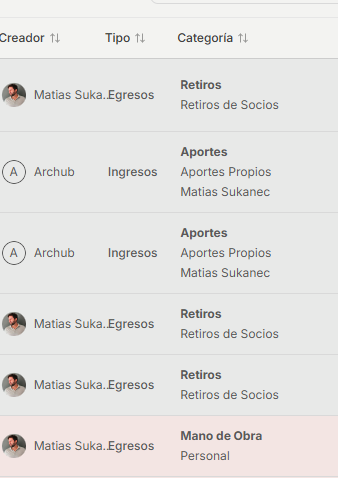 Creador Tipo Categoría
Matias Suka... Egresos Retiros
Retiros de Socios
A Archub Ingresos Aportes
Aportes Propios
Matias Sukanec
A Archub Ingresos Aportes
Aportes Propios
Matias Sukanec
Matias Suka... Egresos Retiros
Retiros de Socios
Matias Suka... Egresos Retiros
Retiros de Socios
Matias Suka... Egresos Mano de Obra
Personal